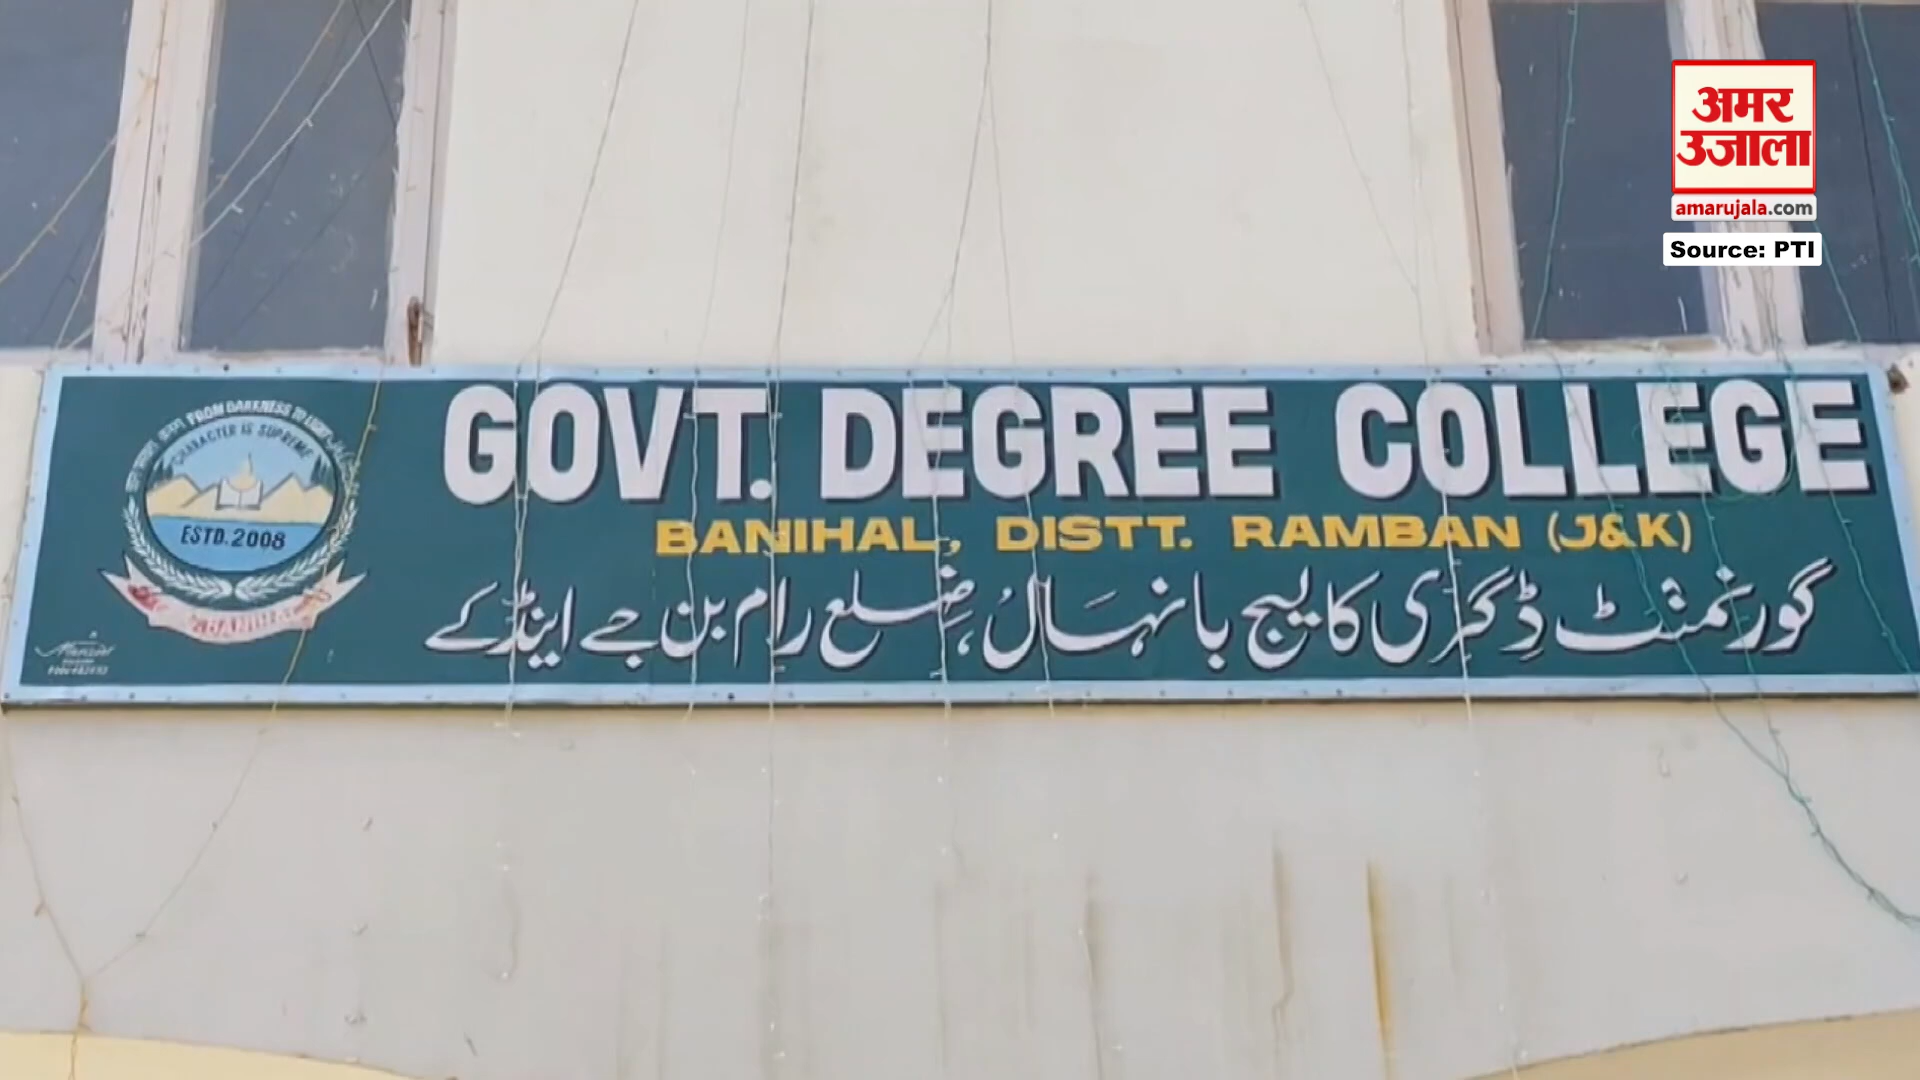 अमर
उजाला
amarujala.com
Source: PTI
GOVT. DEGREE COLLEGE
BANIHAL, DISTT. RAMBAN (J&K)
گورنمنٹ ڈگری کالیج بانہال، ضلع رام بن جے اینڈ کے
FROM DARKNESS TO LIGHT
CHARACTER IS SUPREME
ESTD. 2008